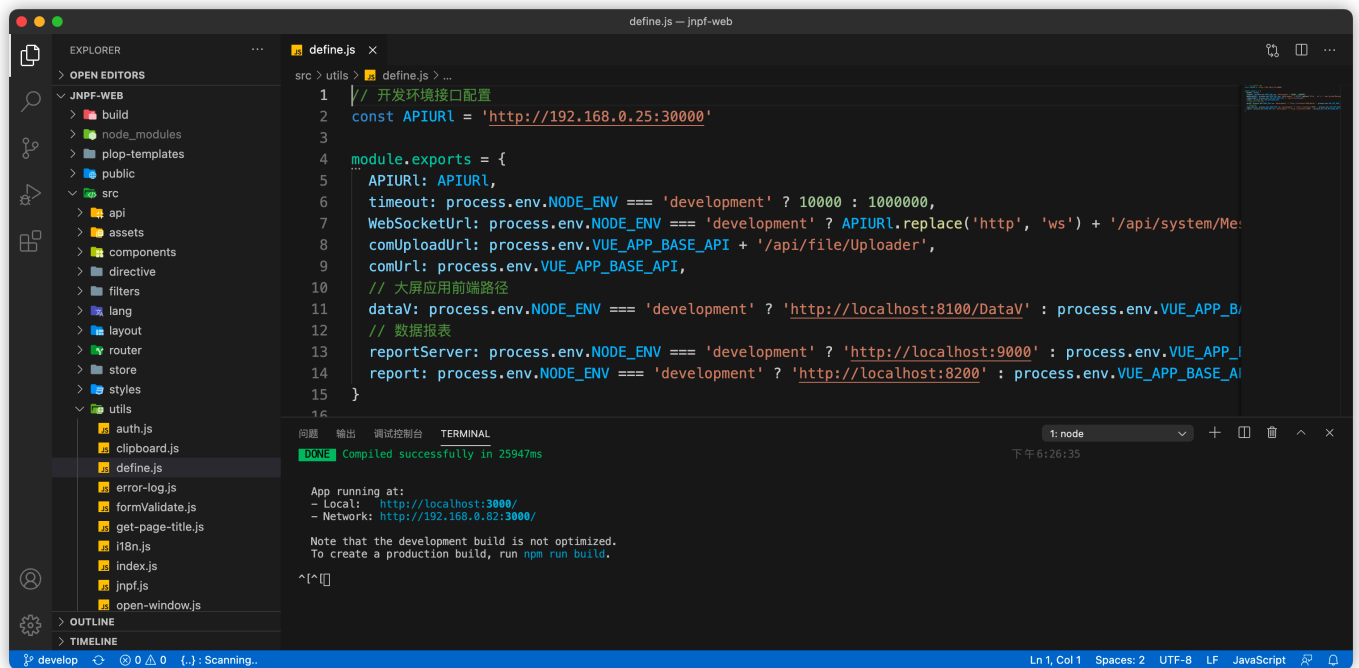 define.js — jnpf-web
EXPLORER
define.js
OPEN EDITORS
src > utils > define.js > ...
JNPF-WEB
build
node_modules
plop-templates
public
src
api
assets
components
directive
filters
lang
layout
router
store
styles
utils
auth.js
clipboard.js
define.js
error-log.js
formValidate.js
get-page-title.js
i18n.js
index.js
jnpf.js
open-window.js
OUTLINE
TIMELINE
1 // 开发环境接口配置
2 const APIURl = 'http://192.168.0.25:30000'
3
4 module.exports = {
5 APIURl: APIURl,
6 timeout: process.env.NODE_ENV === 'development' ? 10000 : 1000000,
7 WebSocketUrl: process.env.NODE_ENV === 'development' ? APIURl.replace('http', 'ws') + '/api/system/Mes
8 comUploadUrl: process.env.VUE_APP_BASE_API + '/api/file/Uploader',
9 comUrl: process.env.VUE_APP_BASE_API,
10 // 大屏应用前端路径
11 dataV: process.env.NODE_ENV === 'development' ? 'http://localhost:8100/DataV' : process.env.VUE_APP_BA
12 // 数据报表
13 reportServer: process.env.NODE_ENV === 'development' ? 'http://localhost:9000' : process.env.VUE_APP_
14 report: process.env.NODE_ENV === 'development' ? 'http://localhost:8200' : process.env.VUE_APP_BASE_AP
15 }
16
问题 输出 调试控制台 TERMINAL 1: node
DONE Compiled successfully in 25947ms 下午6:26:35
App running at:
- Local: http://localhost:3000/
- Network: http://192.168.0.82:3000/
Note that the development build is not optimized.
To create a production build, run npm run build.
^[^[
develop 0 0 {..} : Scanning.. Ln 1, Col 1 Spaces: 2 UTF-8 LF JavaScript